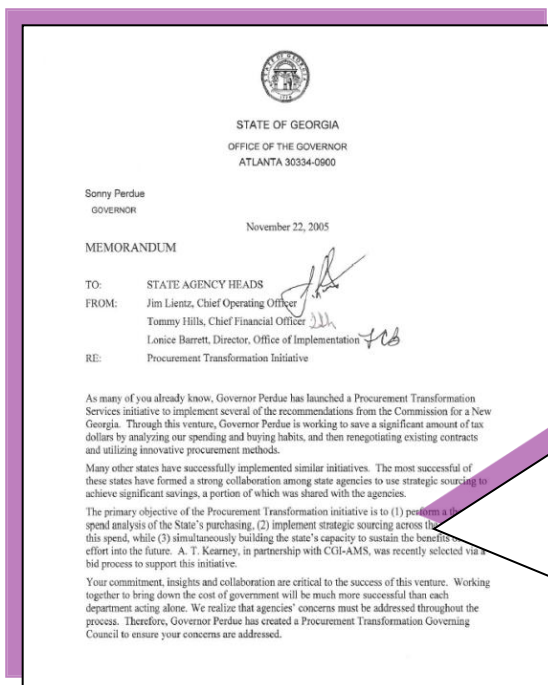 STATE OF GEORGIA
OFFICE OF THE GOVERNOR
ATLANTA 30334-0900
Sonny Perdue
GOVERNOR
November 22, 2005
MEMORANDUM
TO: STATE AGENCY HEADS
FROM: Jim Lientz, Chief Operating Officer
Tommy Hills, Chief Financial Officer
Lonice Barrett, Director, Office of Implementation
RE: Procurement Transformation Initiative
As many of you already know, Governor Perdue has launched a Procurement Transformation
Services initiative to implement several of the recommendations from the Commission for a New
Georgia. Through this venture, Governor Perdue is working to save a significant amount of tax
dollars by analyzing our spending and buying habits, and then renegotiating existing contracts
and utilizing innovative procurement methods.
Many other states have successfully implemented similar initiatives. The most successful of
these states have formed a strong collaboration among state agencies to use strategic sourcing to
achieve significant savings, a portion of which was shared with the agencies.
The primary objective of the Procurement Transformation initiative is to (1) perform a
spend analysis of the State's purchasing, (2) implement strategic sourcing across
this spend, while (3) simultaneously building the state's capacity to sustain the benefits
effort into the future. A. T. Kearney, in partnership with CGI-AMS, was recently selected via a
bid process to support this initiative.
Your commitment, insights and collaboration are critical to the success of this venture. Working
together to bring down the cost of government will be much more successful than each
department acting alone. We realize that agencies' concerns must be addressed throughout the
process. Therefore, Governor Perdue has created a Procurement Transformation Governing
Council to ensure your concerns are addressed.